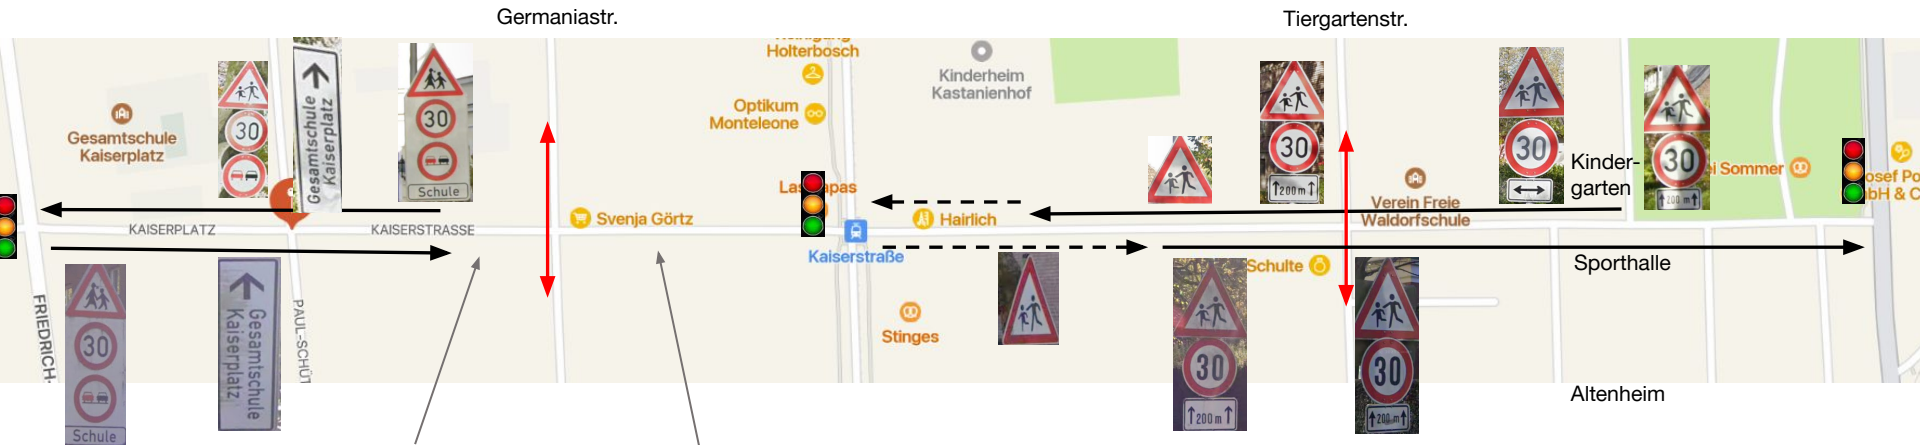 Germaniastr.
Tiergartenstr.
Holterbosch
Optikum
Monteleone
Kinderheim
Kastanienhof
Gesamtschule
Kaiserplatz
30
Gesamtschule
Kaiserplatz
30
Schule
30
↑200 m↑
30
Kinder-
garten
30
↑200 m↑
Sommer
Verein Freie
Waldorfschule
KAISERPLATZ
KAISERSTRASSE
Svenja Görtz
Hairlich
Kaiserstraße
Schulte
Sporthalle
FRIEDRICH-
30
Schule
Gesamtschule
Kaiserplatz
PAUL-SCHÜT
Stinges
30
↑200 m↑
30
↑200 m↑
Altenheim